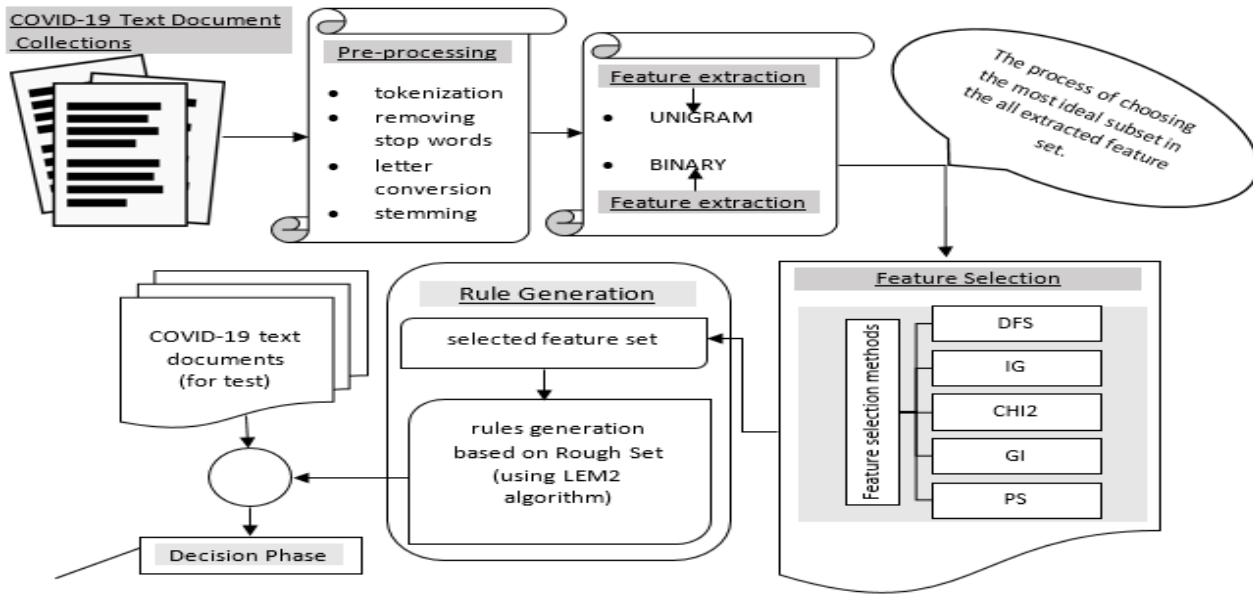 COVID-19 Text Document
Collections
Pre-processing
• tokenization
• removing
stop words
• letter
conversion
• stemming
Feature extraction
• UNIGRAM
• BINARY
Feature extraction
The process of choosing
the most ideal subset in
the all extracted feature
set.
Feature Selection
Feature selection methods
DFS
IG
CHI2
GI
PS
Rule Generation
selected feature set
rules generation
based on Rough Set
(using LEM2
algorithm)
COVID-19 text
documents
(for test)
Decision Phase